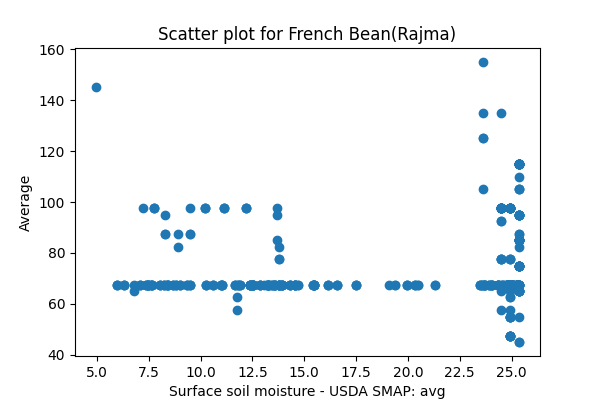 Scatter plot for French Bean(Rajma)
160
140
120
100
80
60
40
Average
5.0 7.5 10.0 12.5 15.0 17.5 20.0 22.5 25.0
Surface soil moisture - USDA SMAP: avg